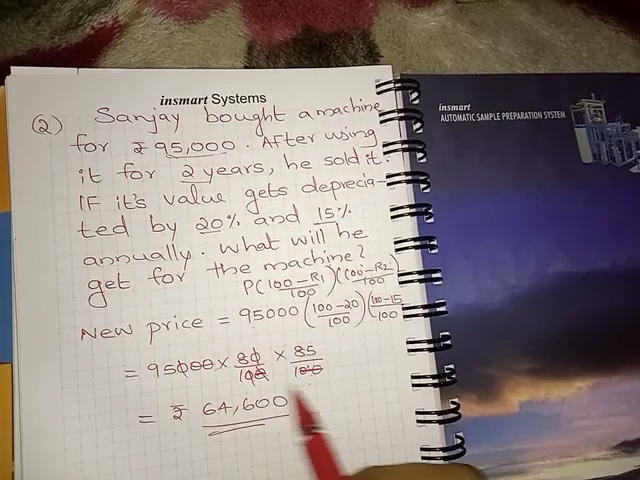 insmart Systems
Q) Sanjay bought a machine
for ₹ 95,000. After using
it for 2 years, he sold it.
IF it's value gets deprecia-
ted by 20% and 15%
annually. What will he
get for the machine?
P(100-R1/100)(100-R2/100)
New price = 95000 (100-20/100)(100-15/100
= 95000 × 80/100 × 85/100
= ₹ 64,600
insmart
AUTOMATIC SAMPLE PREPARATION SYSTEM